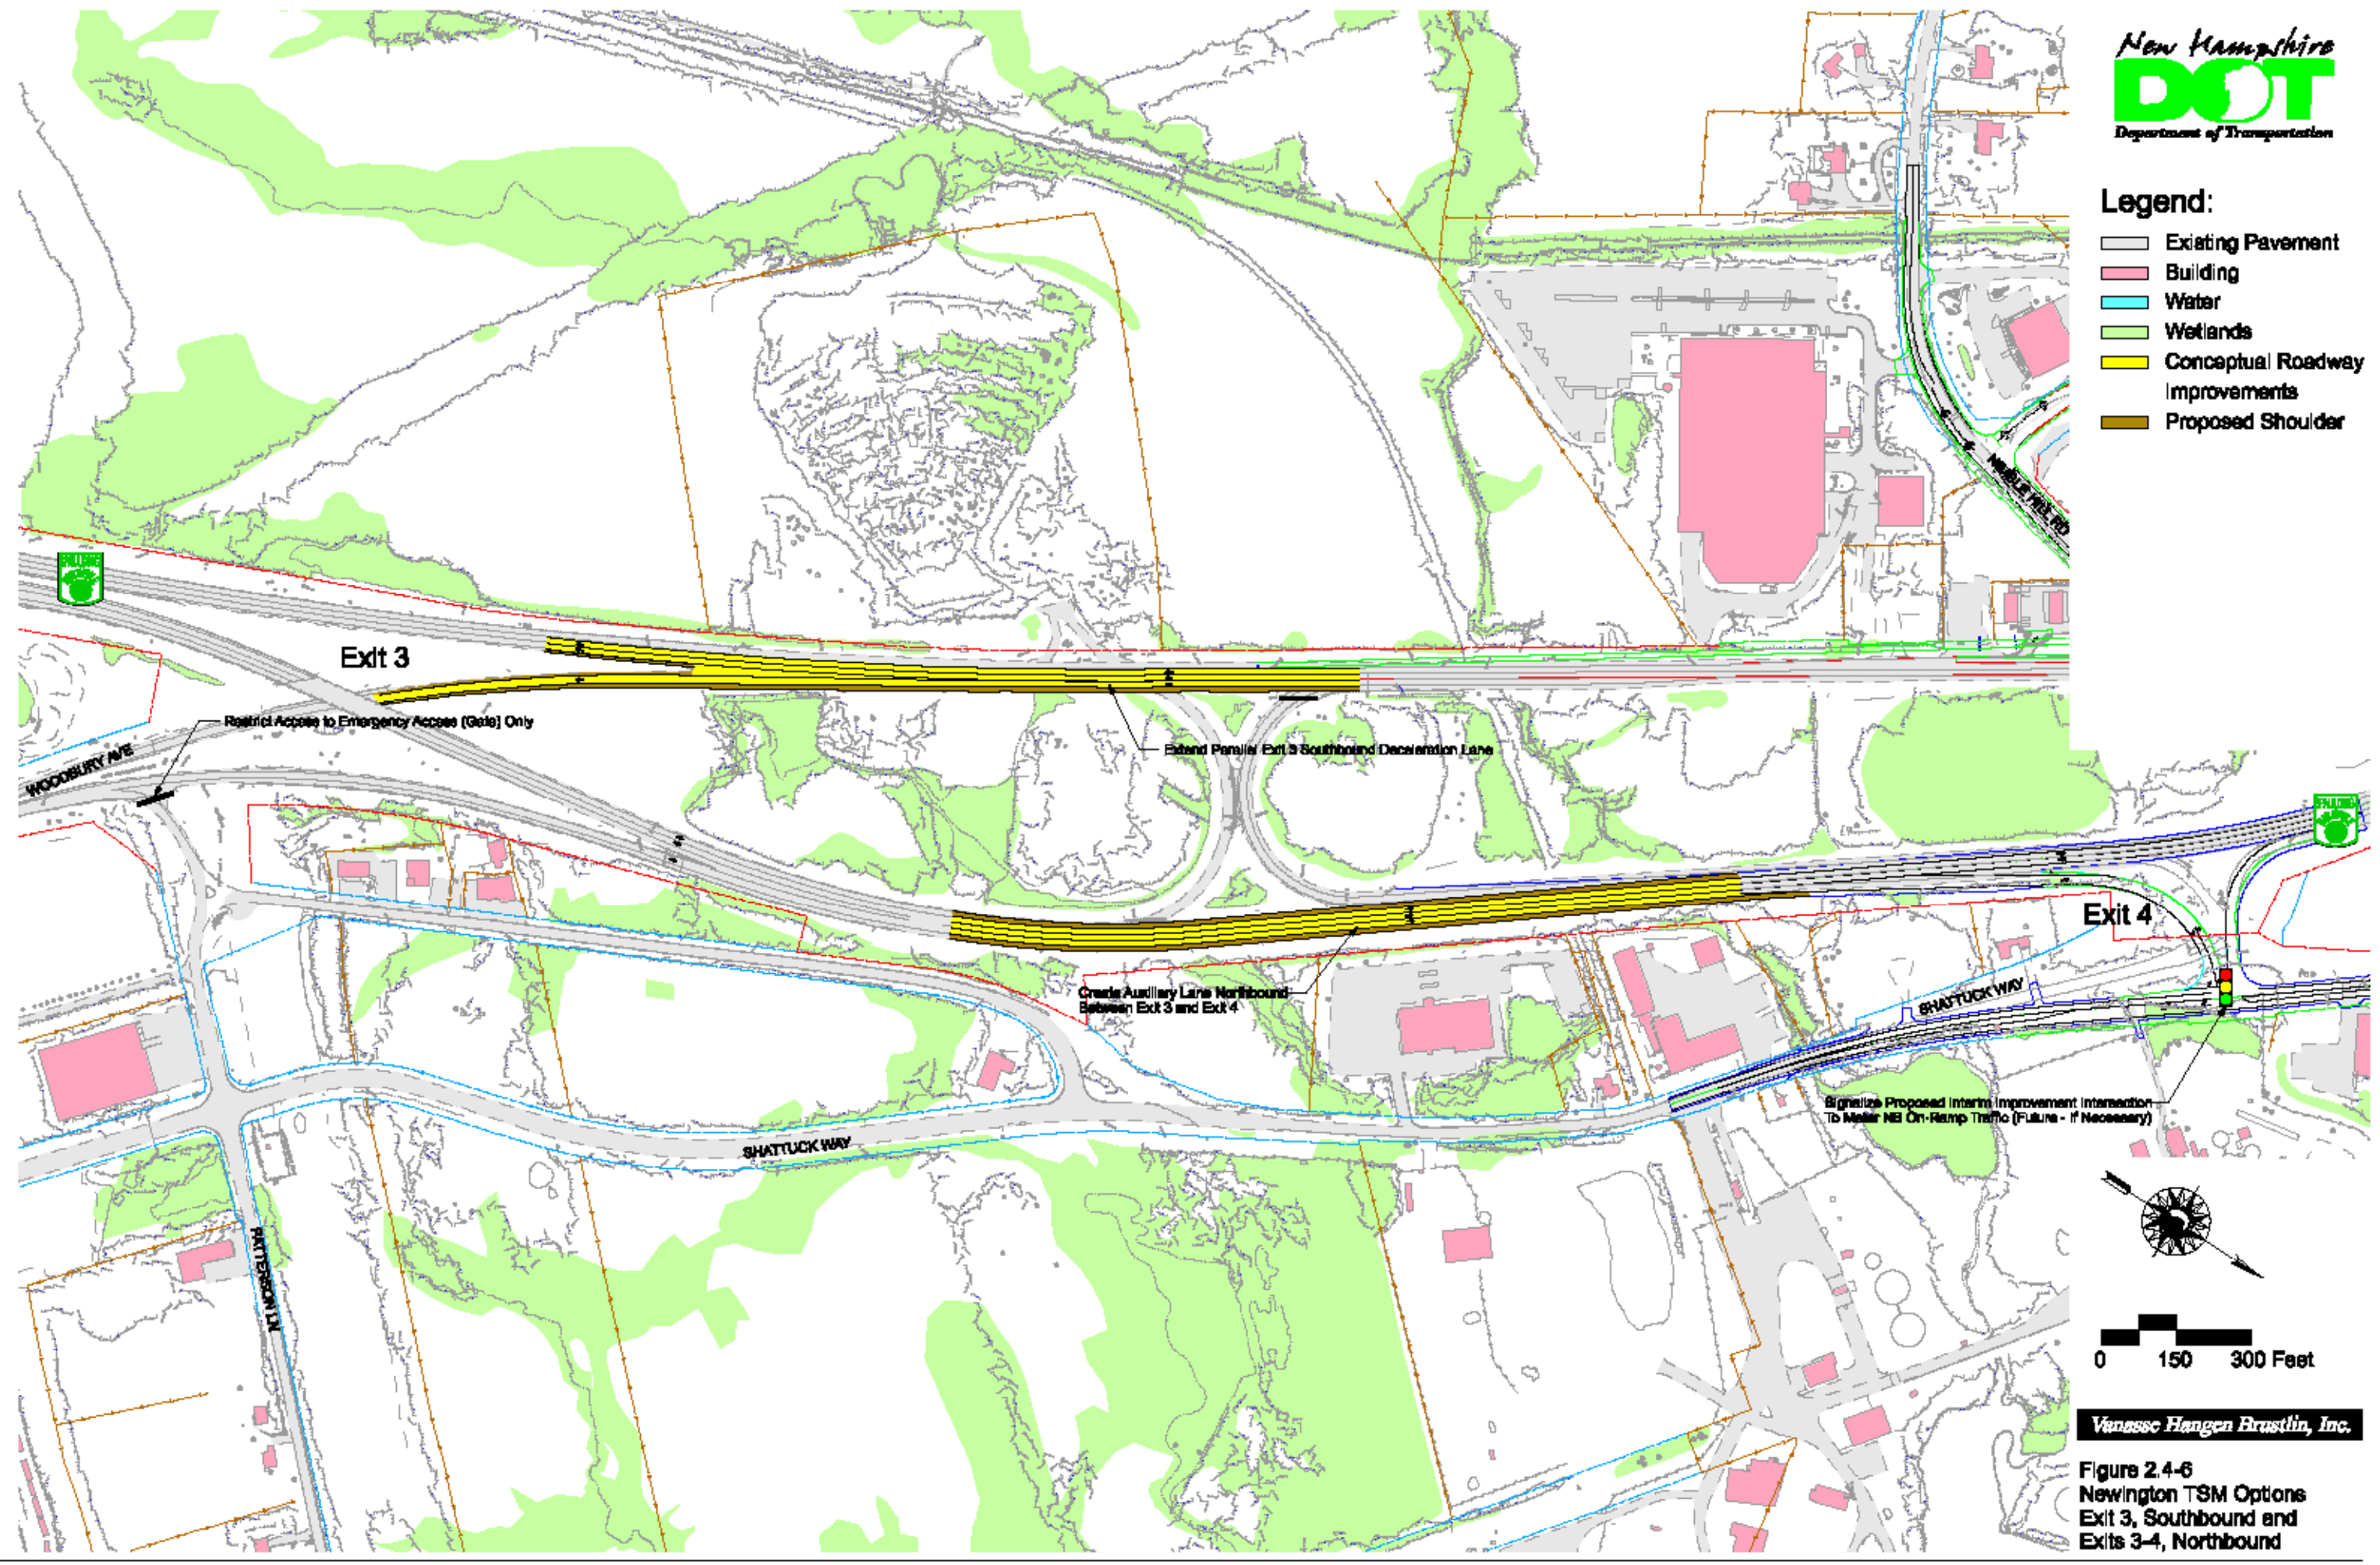 New Hampshire
DOT
Department of Transportation
Legend:
Existing Pavement
Building
Water
Wetlands
Conceptual Roadway
Improvements
Proposed Shoulder
NIMBLE HILL RD
Exit 3
Restrict Access to Emergency Access (Gate) Only
WOODBURY AVE
Extend Parallel Exit 3 Southbound Deceleration Lane
Exit 4
Create Auxiliary Lane Northbound
Between Exit 3 and Exit 4
SHATTUCK WAY
Signalize Proposed Interim Improvement Intersection
To Meter NB On-Ramp Traffic (Future - If Necessary)
SHATTUCK WAY
PATTERSON LN
0 150 300 Feet
Vanasse Hangen Brustlin, Inc.
Figure 2.4-6
Newington TSM Options
Exit 3, Southbound and
Exits 3-4, Northbound